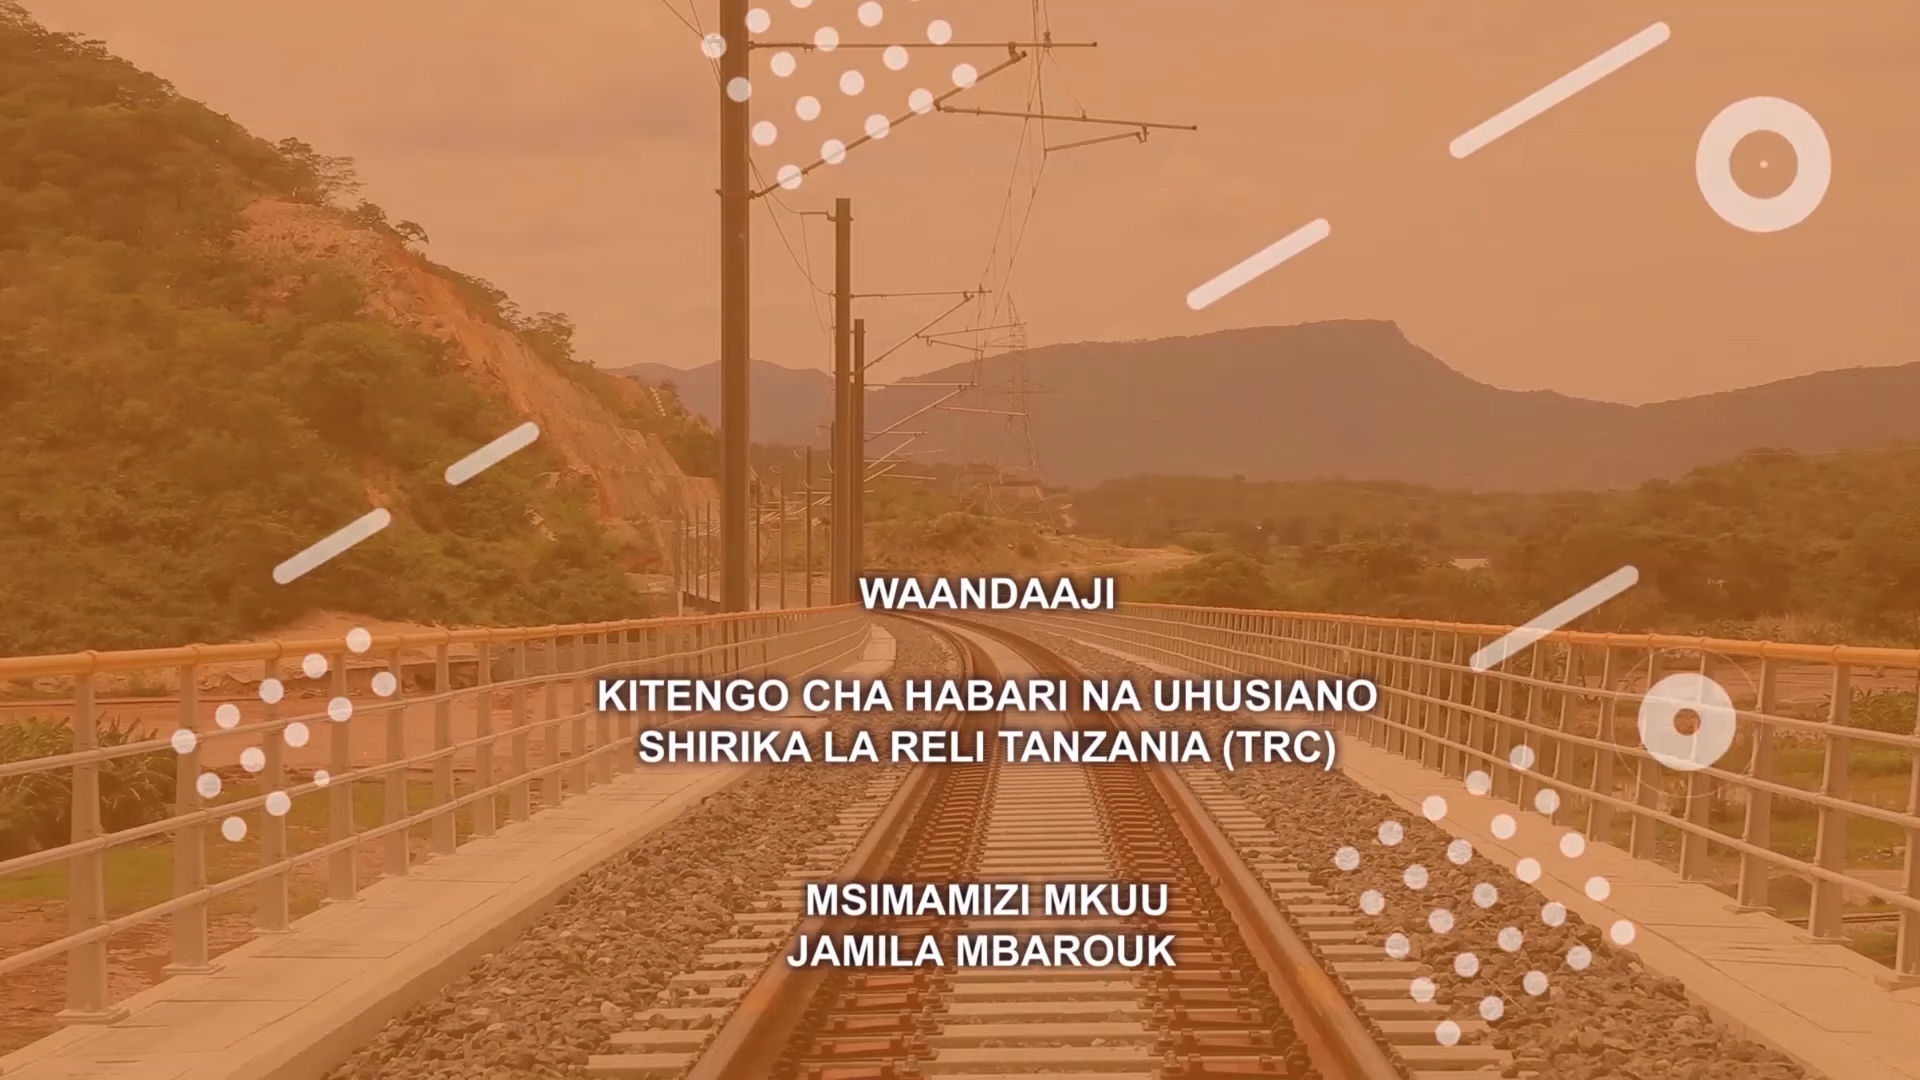 WAANDAAJI
KITENGO CHA HABARI NA UHUSIANO
SHIRIKA LA RELI TANZANIA (TRC)
MSIMAMIZI MKUU
JAMILA MBAROUK